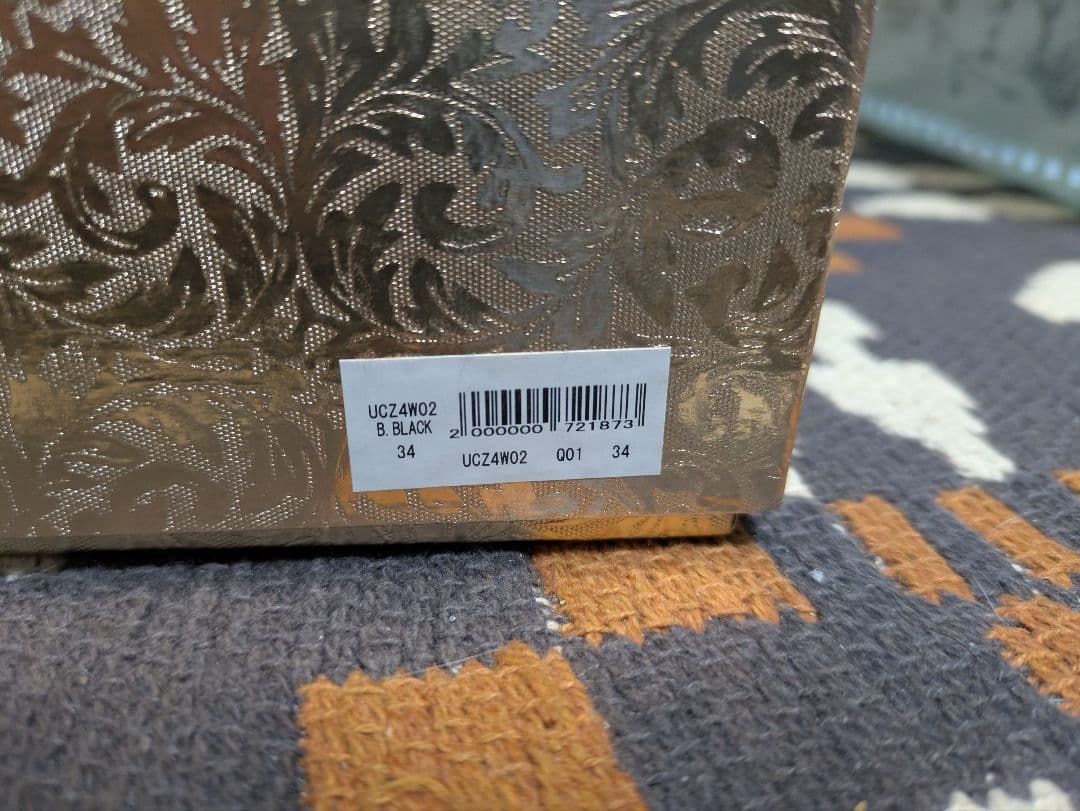 UCZ4W02
B. BLACK
34
2 000000 721873
UCZ4W02 Q01 34